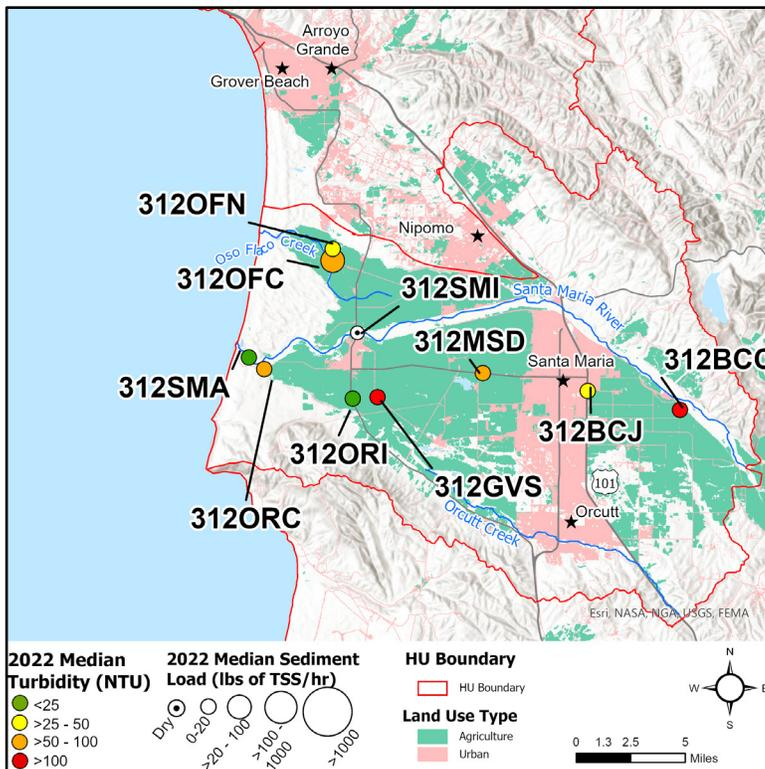 Arroyo
Grande
Grover Beach
312OFN
Nipomo
Oso Flaco Creek
312OFC
312SMI
Santa Maria River
312MSD
Santa Maria
312BCC
312SMA
312BCJ
312ORI
312GVS
101
312ORC
Orcutt
Orcutt Creek
Esri, NASA, NGA, USGS, FEMA
2022 Median
Turbidity (NTU)
<25
>25 - 50
>50 - 100
>100
2022 Median Sediment
Load (lbs of TSS/hr)
Dry
0-20
>20 - 100
>100 -
1000
>1000
HU Boundary
HU Boundary
Land Use Type
Agriculture
Urban
N
W E
S
0 1.3 2.5 5
Miles